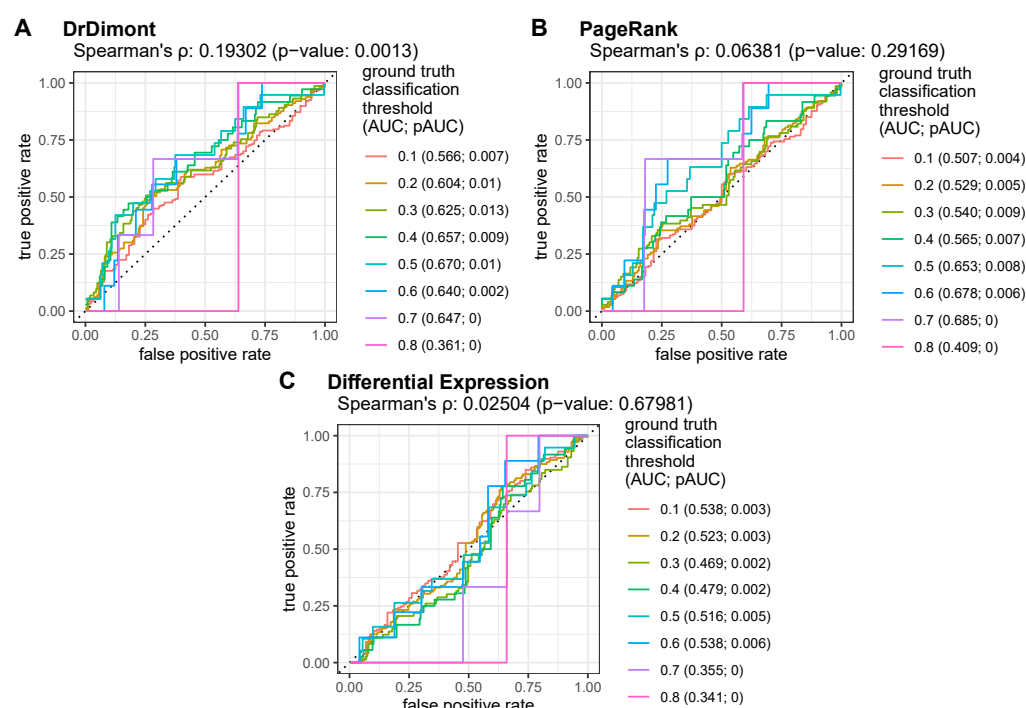 A DrDimont
Spearman's ρ: 0.19302 (p-value: 0.0013)
ground truth
classification
threshold
(AUC; pAUC)
0.1 (0.566; 0.007)
0.2 (0.604; 0.01)
0.3 (0.625; 0.013)
0.4 (0.657; 0.009)
0.5 (0.670; 0.01)
0.6 (0.640; 0.002)
0.7 (0.647; 0)
0.8 (0.361; 0)
true positive rate
1.00
0.75
0.50
0.25
0.00
0.00 0.25 0.50 0.75 1.00
false positive rate
B PageRank
Spearman's ρ: 0.06381 (p-value: 0.29169)
ground truth
classification
threshold
(AUC; pAUC)
0.1 (0.507; 0.004)
0.2 (0.529; 0.005)
0.3 (0.540; 0.009)
0.4 (0.565; 0.007)
0.5 (0.653; 0.008)
0.6 (0.678; 0.006)
0.7 (0.685; 0)
0.8 (0.409; 0)
true positive rate
1.00
0.75
0.50
0.25
0.00
0.00 0.25 0.50 0.75 1.00
false positive rate
C Differential Expression
Spearman's ρ: 0.02504 (p-value: 0.67981)
ground truth
classification
threshold
(AUC; pAUC)
0.1 (0.538; 0.003)
0.2 (0.523; 0.003)
0.3 (0.469; 0.002)
0.4 (0.479; 0.002)
0.5 (0.516; 0.005)
0.6 (0.538; 0.006)
0.7 (0.355; 0)
0.8 (0.341; 0)
true positive rate
1.00
0.75
0.50
0.25
0.00
0.00 0.25 0.50 0.75 1.00
false positive rate